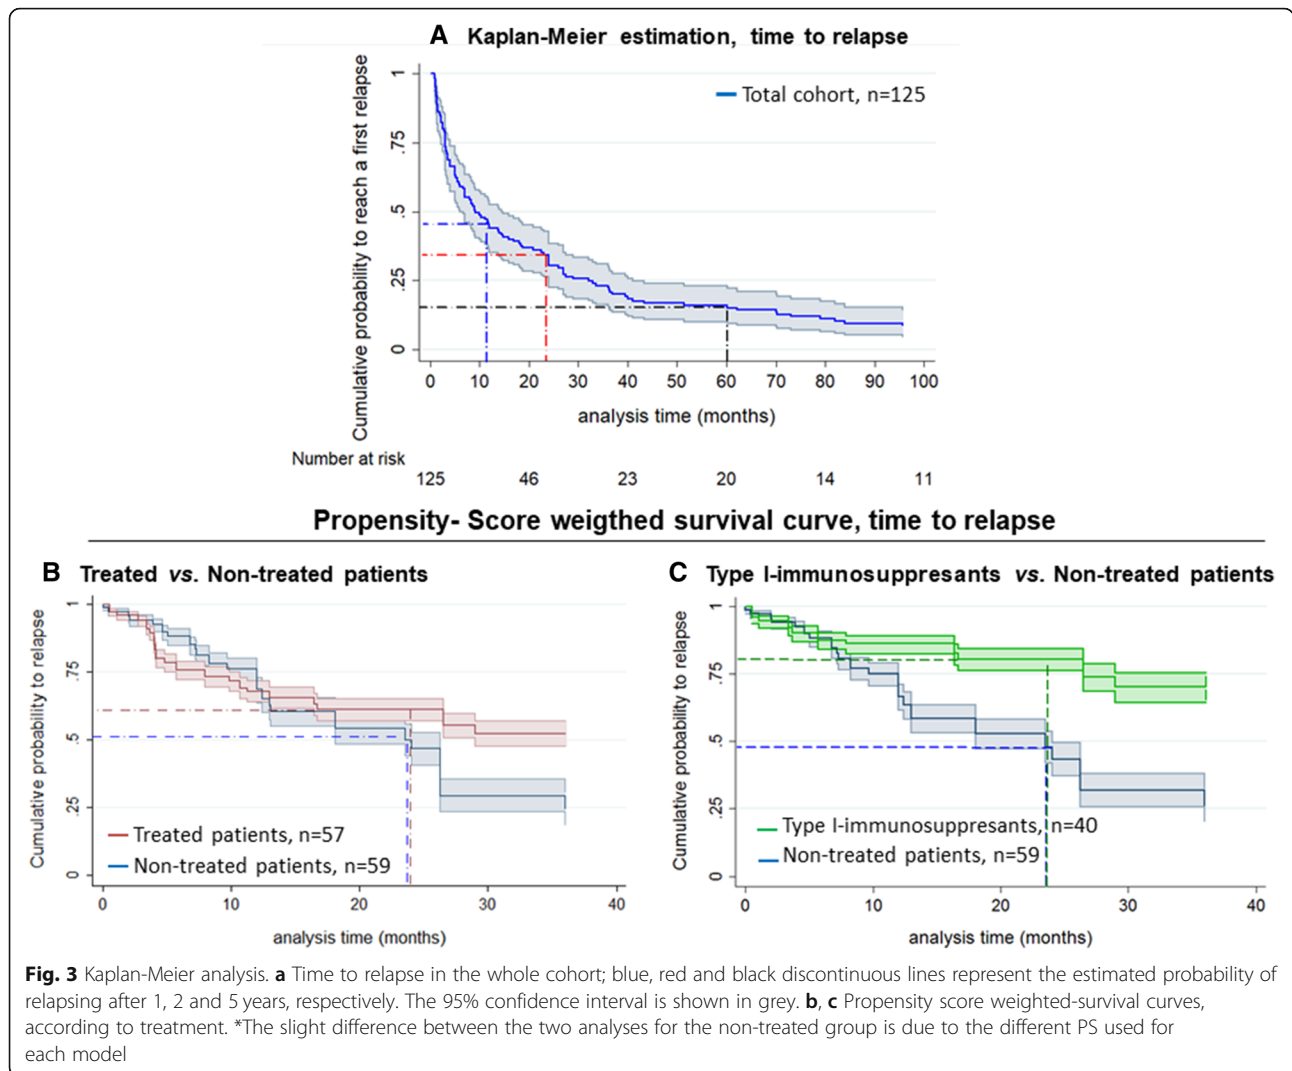 A Kaplan-Meier estimation, time to relapse
Cumulative probability to reach a first relapse
1
.75
.5
.25
0
Total cohort, n=125
0 10 20 30 40 50 60 70 80 90 100
analysis time (months)
Number at risk
125 46 23 20 14 11
Propensity- Score weigthed survival curve, time to relapse
B Treated vs. Non-treated patients
Cumulative probability to relapse
1
.75
.5
.25
0
Treated patients, n=57
Non-treated patients, n=59
0 10 20 30 40
analysis time (months)
C Type I-immunosuppresants vs. Non-treated patients
Cumulative probability to relapse
1
.75
.5
.25
0
Type I-immunosuppresants, n=40
Non-treated patients, n=59
0 10 20 30 40
analysis time (months)
Fig. 3 Kaplan-Meier analysis. a Time to relapse in the whole cohort; blue, red and black discontinuous lines represent the estimated probability of
relapsing after 1, 2 and 5 years, respectively. The 95% confidence interval is shown in grey. b, c Propensity score weighted-survival curves,
according to treatment. *The slight difference between the two analyses for the non-treated group is due to the different PS used for
each model